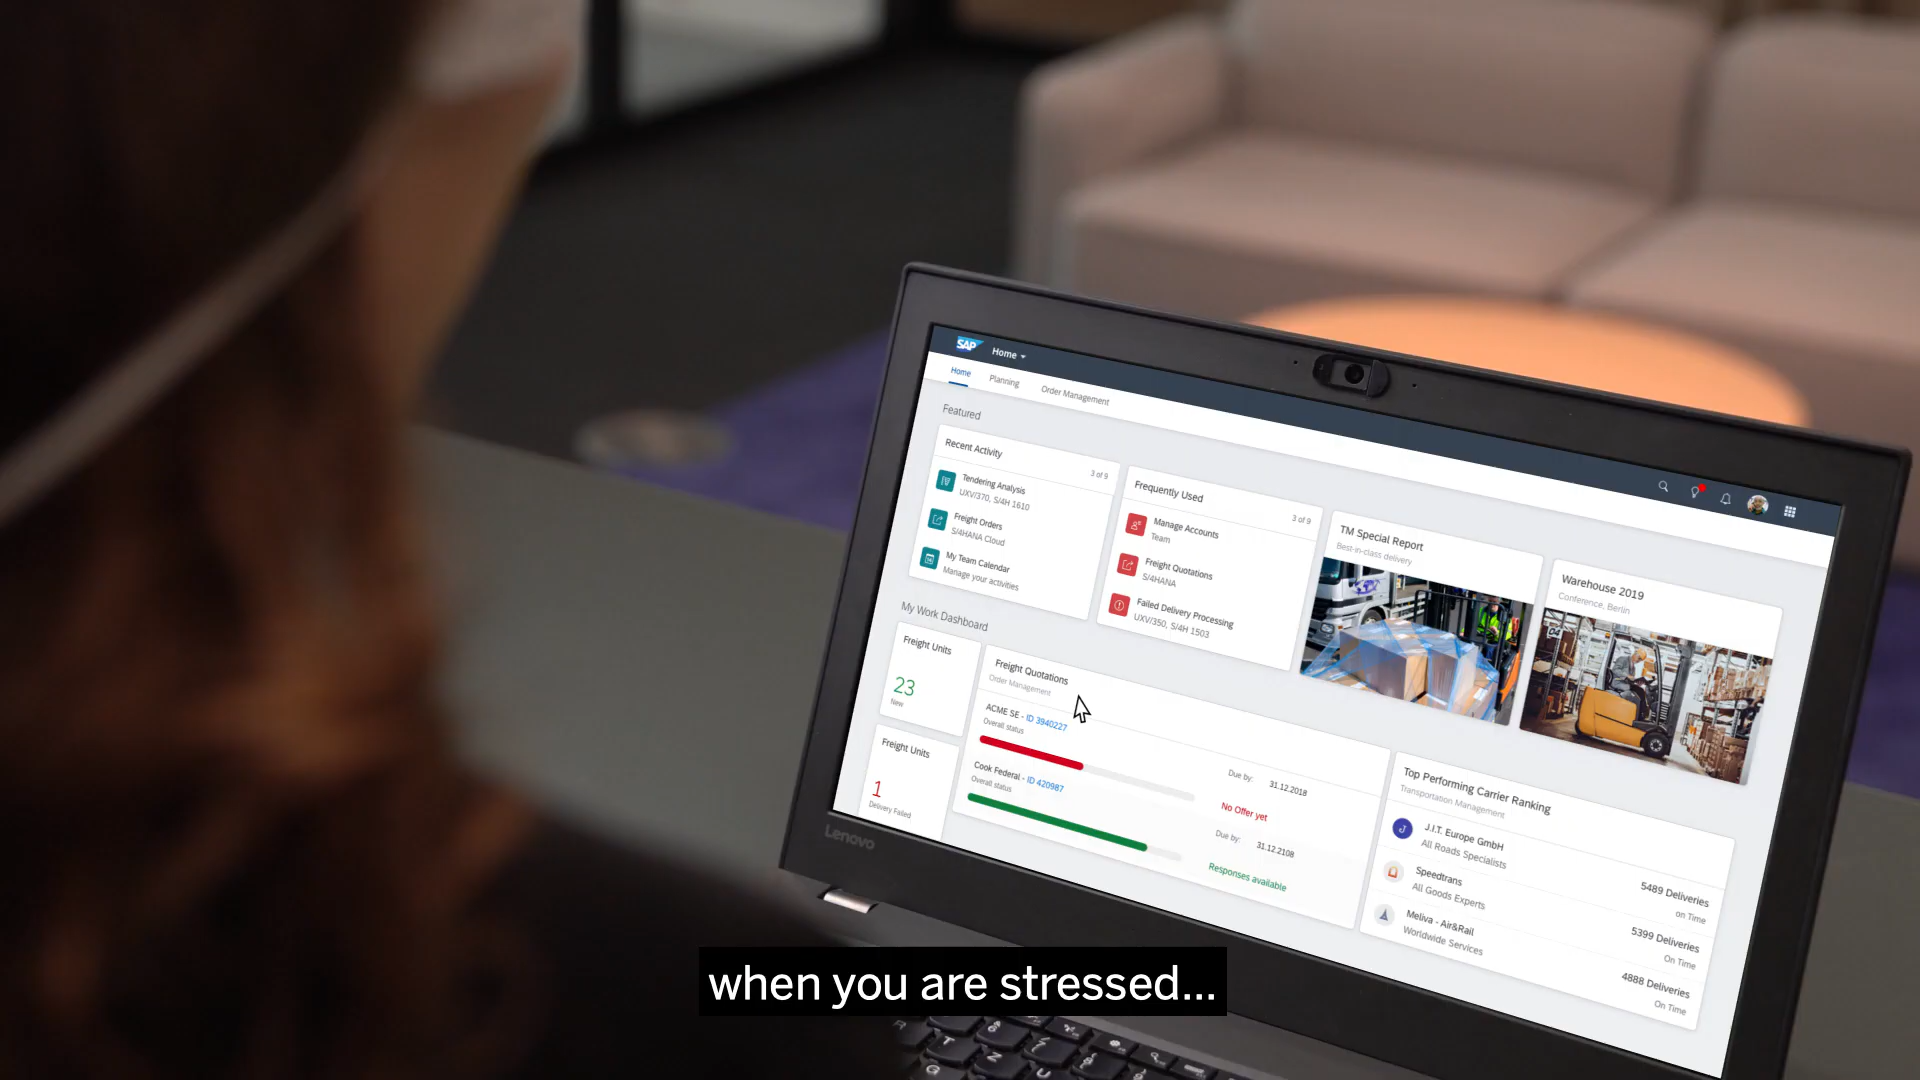 SAP
Home
Home
Planning
Order Management
Featured
Recent Activity
3 of 9
Tendering Analysis
UXV/370, S/4H 1610
Freight Orders
S/4HANA Cloud
My Team Calendar
Manage your activities
Frequently Used
3 of 9
Manage Accounts
Team
Freight Quotations
S/4HANA
Failed Delivery Processing
UXV/350, S/4H 1503
TM Special Report
Best-in-class delivery
Warehouse 2019
Conference, Berlin
04
My Work Dashboard
Freight Units
23
New
Freight Units
1
Delivery Failed
Freight Quotations
Order Management
ACME SE - ID 3940227
Overall status
Due by: 31.12.2018
No Offer yet
Cook Federal - ID 420987
Overall status
Due by: 31.12.2108
Responses available
Top Performing Carrier Ranking
Transportation Management
J
J.I.T. Europe GmbH
All Roads Specialists
5489 Deliveries
on Time
Speedtrans
All Goods Experts
5399 Deliveries
On Time
Meliva - Air&Rail
Worldwide Services
4888 Deliveries
On Time
Lenovo
when you are stressed...
R
T
Z
G
U